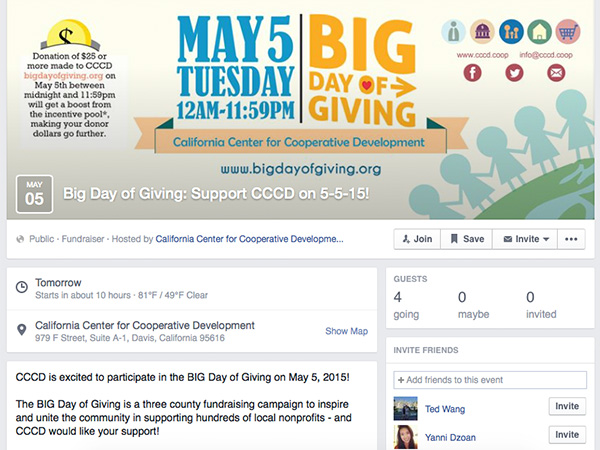 Donation of $25 or
more made to CCCD
bigdayofgiving.org on
May 5th between
midnight and 11:59pm
will get a boost from
the incentive pool*,
making your donor
dollars go further.
MAY 5
TUESDAY
12AM-11:59PM
BIG
DAY OF
GIVING
California Center for Cooperative Development
www.bigdayofgiving.org
www.cccd.coop info@cccd.coop
MAY
05
Big Day of Giving: Support CCCD on 5-5-15!
Public · Fundraiser · Hosted by California Center for Cooperative Developme...
Join
Save
Invite
Tomorrow
Starts in about 10 hours · 81°F / 49°F Clear
California Center for Cooperative Development
979 F Street, Suite A-1, Davis, California 95616
Show Map
CCCD is excited to participate in the BIG Day of Giving on May 5, 2015!
The BIG Day of Giving is a three county fundraising campaign to inspire
and unite the community in supporting hundreds of local nonprofits - and
CCCD would like your support!
GUESTS
4 0 0
going maybe invited
INVITE FRIENDS
+ Add friends to this event
Ted Wang
Invite
Yanni Dzoan
Invite